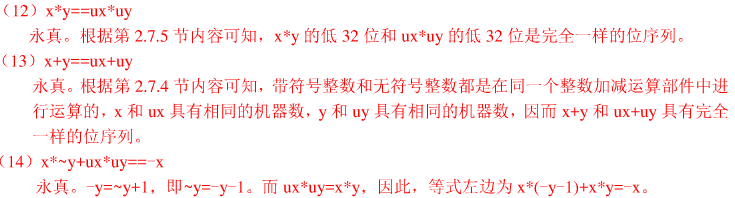 （12）x*y==ux*uy
永真。根据第 2.7.5 节内容可知，x*y 的低 32 位和 ux*uy 的低 32 位是完全一样的位序列。
（13）x+y==ux+uy
永真。根据第 2.7.4 节内容可知，带符号整数和无符号整数都是在同一个整数加减运算部件中进
行运算的，x 和 ux 具有相同的机器数，y 和 uy 具有相同的机器数，因而 x+y 和 ux+uy 具有完全
一样的位序列。
（14）x*~y+ux*uy==-x
永真。-y=~y+1，即~y=-y-1。而 ux*uy=x*y，因此，等式左边为 x*(-y-1)+x*y=-x。